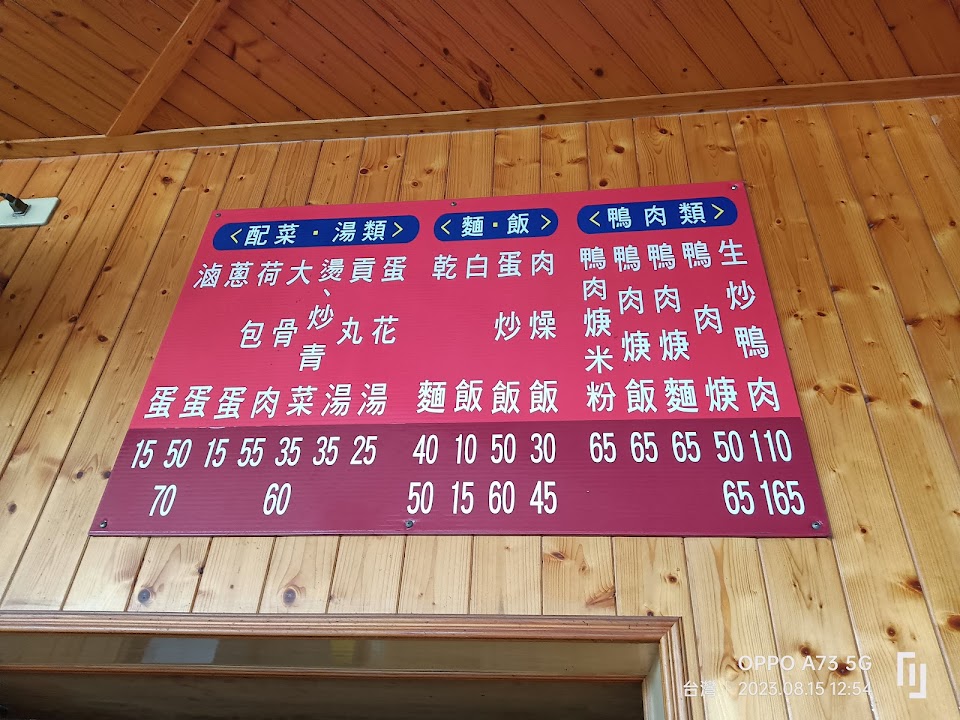 <鴨肉類>
生炒鴨肉 110 165
鴨肉焿 50 65
鴨肉焿麵 65
鴨肉焿飯 65
鴨肉焿米粉 65
<麵·飯>
肉燥飯 30 45
蛋炒飯 50 60
白飯 10 15
乾麵 40 50
<配菜·湯類>
蛋花湯 25
貢丸湯 35
燙、炒青菜 35 60
大骨肉 55
荷包蛋 15
蔥蛋 50 70
滷蛋 15
OPPO A73 5G
台灣 2023.08.15 12:54